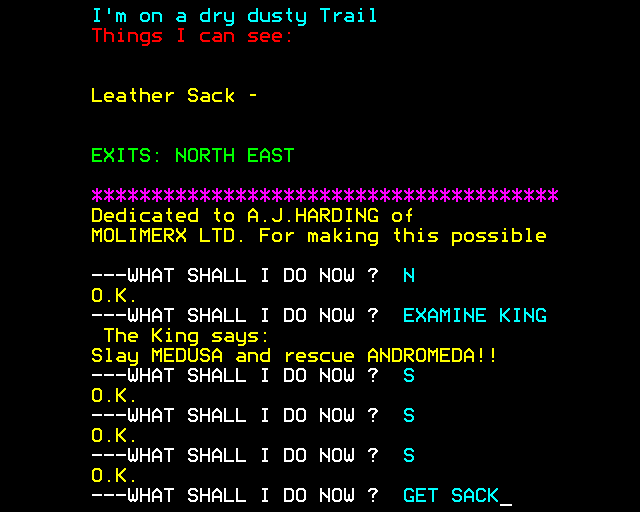 I'm on a dry dusty Trail
Things I can see:
Leather Sack -
EXITS: NORTH EAST
***************************************
Dedicated to A.J.HARDING of
MOLIMERX LTD. For making this possible
---WHAT SHALL I DO NOW ?  N
O.K.
---WHAT SHALL I DO NOW ?  EXAMINE KING
The King says:
Slay MEDUSA and rescue ANDROMEDA!!
---WHAT SHALL I DO NOW ?  S
O.K.
---WHAT SHALL I DO NOW ?  S
O.K.
---WHAT SHALL I DO NOW ?  S
O.K.
---WHAT SHALL I DO NOW ?  GET SACK_